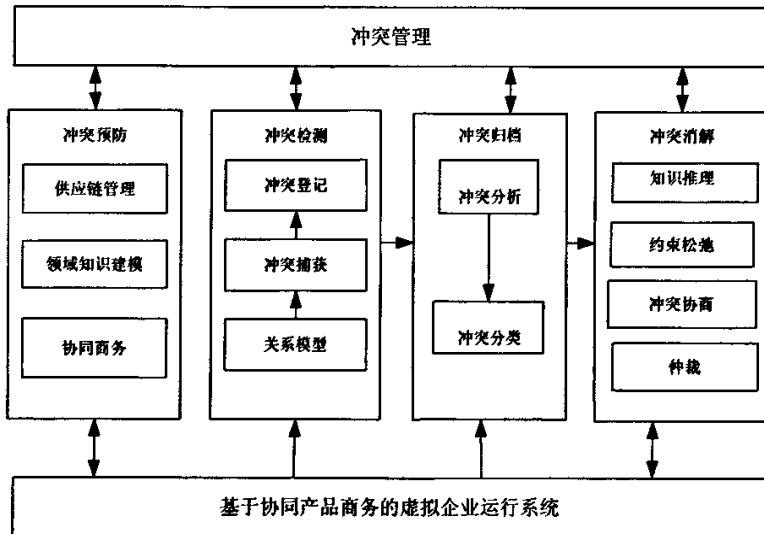 冲突管理
冲突预防
供应链管理
领域知识建模
协同商务
冲突检测
冲突登记
冲突捕获
关系模型
冲突归档
冲突分析
冲突分类
冲突消解
知识推理
约束松弛
冲突协商
仲裁
基于协同产品商务的虚拟企业运行系统